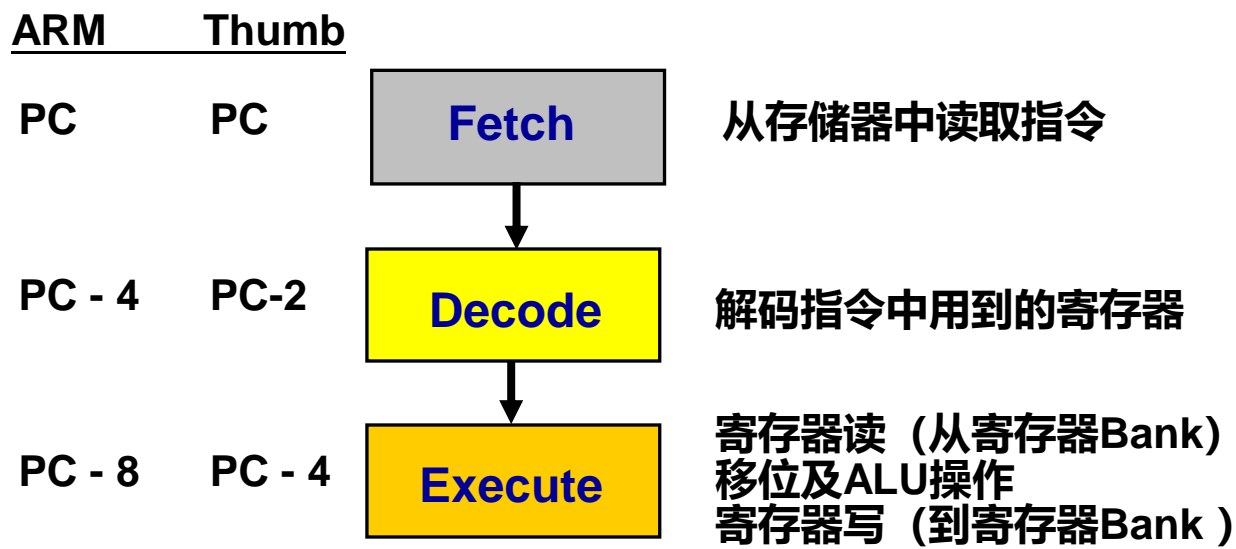 ARM Thumb
PC PC Fetch 从存储器中读取指令
PC - 4 PC-2 Decode 解码指令中用到的寄存器
寄存器读（从寄存器Bank）
PC - 8 PC - 4 Execute 移位及ALU操作
寄存器写（到寄存器Bank ）